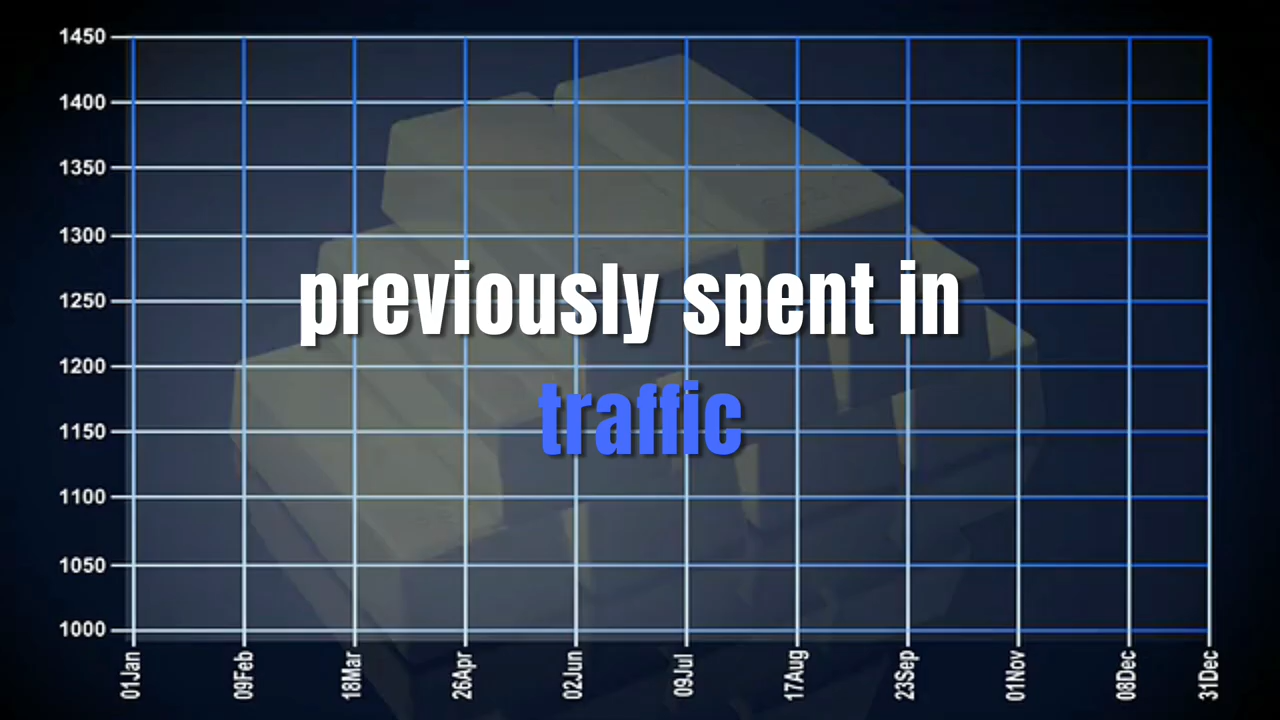 1450
1400
1350
1300
1250
1200
1150
1100
1050
1000
previously spent in
traffic
01Jan
09Feb
18Mar
26Apr
02Jun
09Jul
17Aug
23Sep
01Nov
08Dec
31Dec